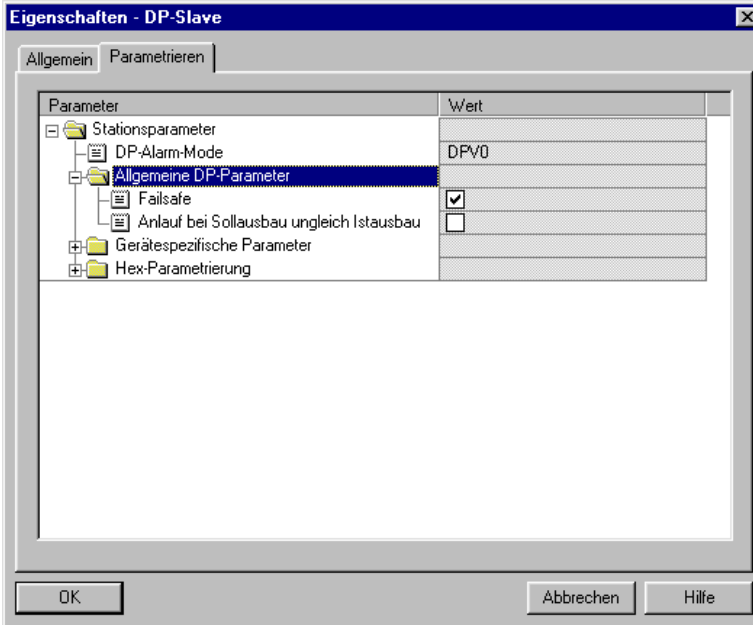 Eigenschaften - DP-Slave
Allgemein Parametrieren
Parameter Wert
Stationsparameter
DP-Alarm-Mode DPV0
Allgemeine DP-Parameter
Failsafe
Anlauf bei Sollausbau ungleich Istausbau
Gerätespezifische Parameter
Hex-Parametrierung
OK Abbrechen Hilfe